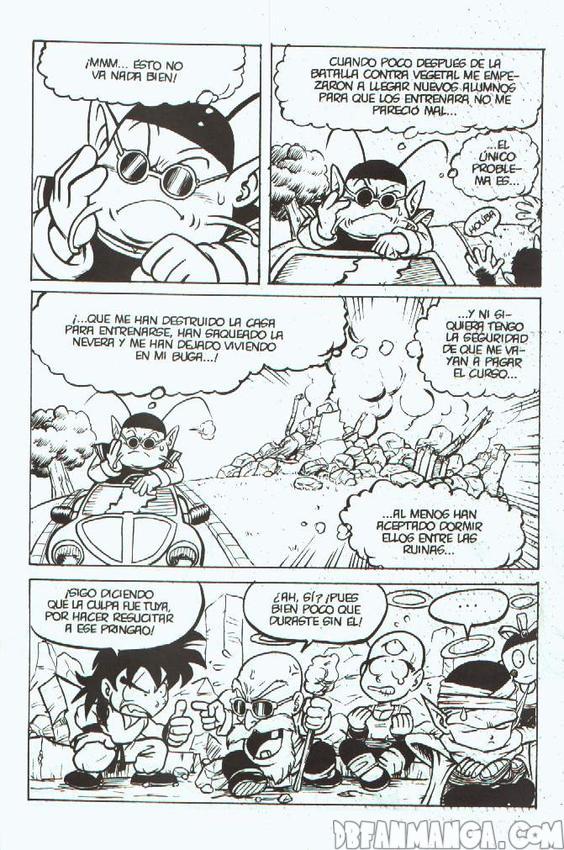 ¡MMM... ESTO NO
VA NADA BIEN!
CUANDO POCO DESPUES DE LA
BATALLA CONTRA VEGETAL ME EMPE-
ZARON A LLEGAR NUEVOS ALUMNOS
PARA QUE LOS ENTRENARA, NO ME
PARECIÓ MAL...
...EL
ÚNICO
PROBLE-
MA ES...
HOLIBA
¡...QUE ME HAN DESTRUIDO LA CASA
PARA ENTRENARSE, HAN SAQUEADO LA
NEVERA Y ME HAN DEJADO VIVIENDO
EN MI BUGA...!
...Y NI SI-
QUIERA TENGO
LA SEGURIDAD
DE QUE ME VA-
YAN A PAGAR
EL CURSO...
...AL MENOS HAN
ACEPTADO DORMIR
ELLOS ENTRE LAS
RUINAS...
¡SIGO DICIENDO
QUE LA CULPA FUE TUYA,
POR HACER RESUCITAR
A ESE PRINGAO!
¿AH, SÍ? ¡PUES
BIEN POCO QUE
DURASTE SIN ÉL!
...
DBFANMANGA.COM